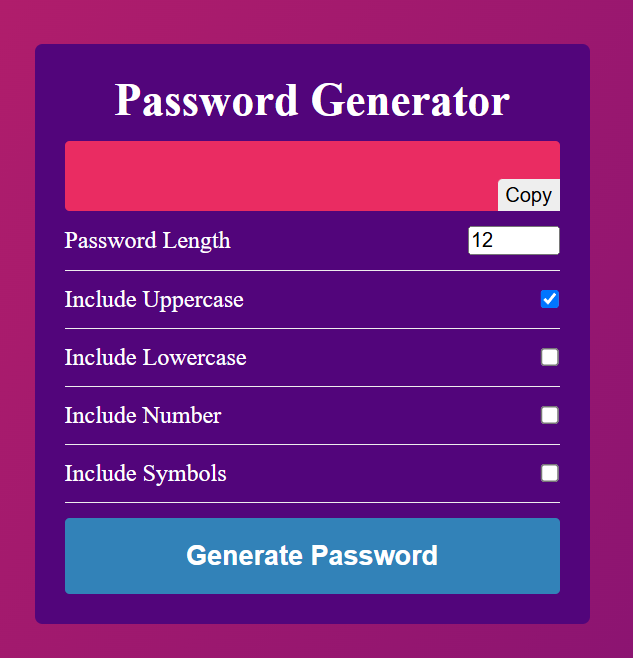 Password Generator
Copy
Password Length 12
Include Uppercase
Include Lowercase
Include Number
Include Symbols
Generate Password